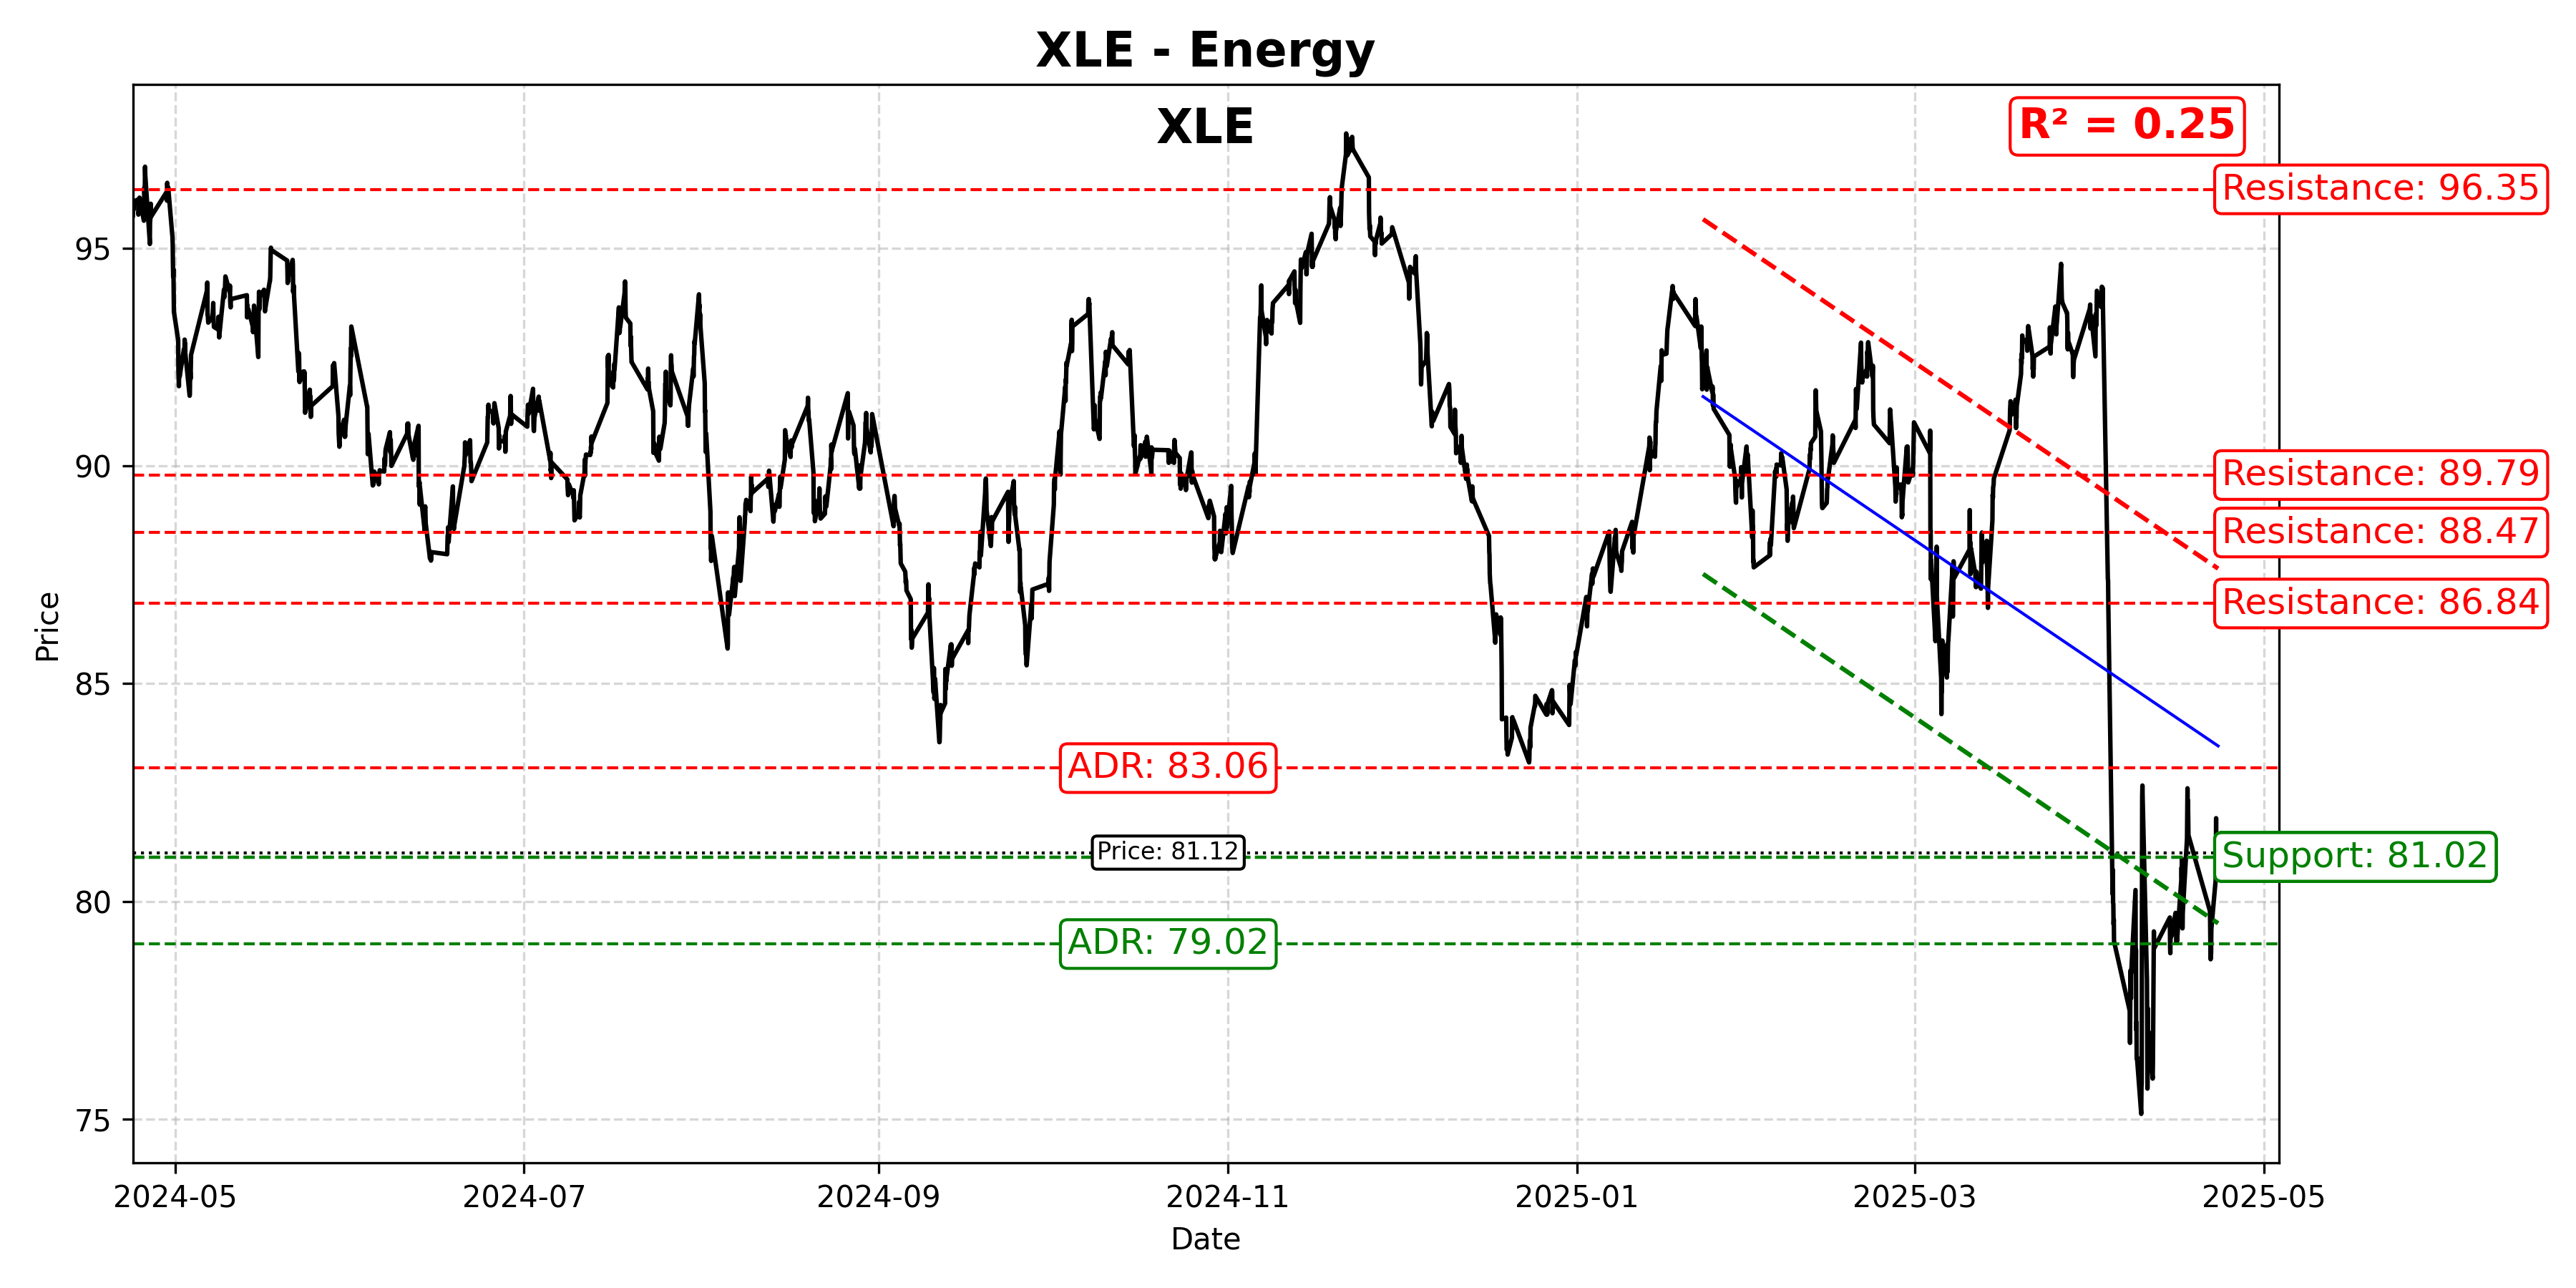 XLE - Energy
XLE
R² = 0.25
Resistance: 96.35
95
90
Resistance: 89.79
Resistance: 88.47
Resistance: 86.84
Price
85
ADR: 83.06
Price: 81.12
Support: 81.02
80
ADR: 79.02
75
2024-05
2024-07
2024-09
2024-11
2025-01
2025-03
2025-05
Date